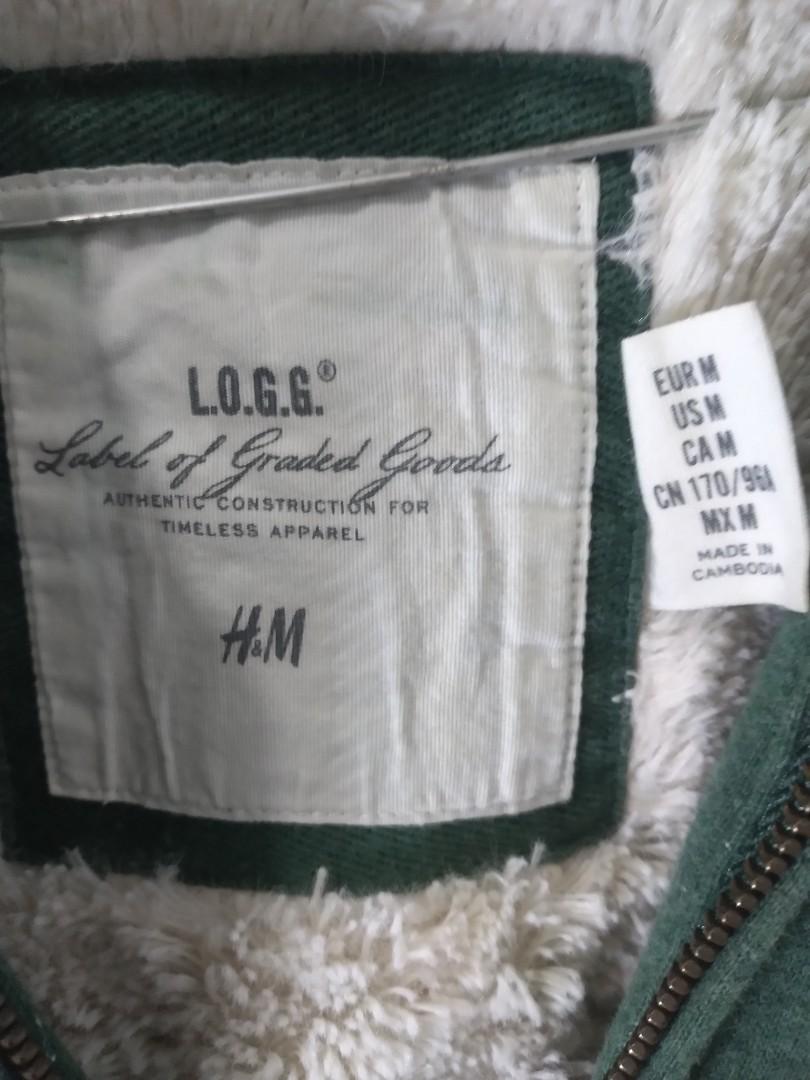 L.O.G.G.®
Label of Graded Goods
AUTHENTIC CONSTRUCTION FOR
TIMELESS APPAREL
H&M
EUR M
US M
CA M
CN 170/96A
MX M
MADE IN
CAMBODIA